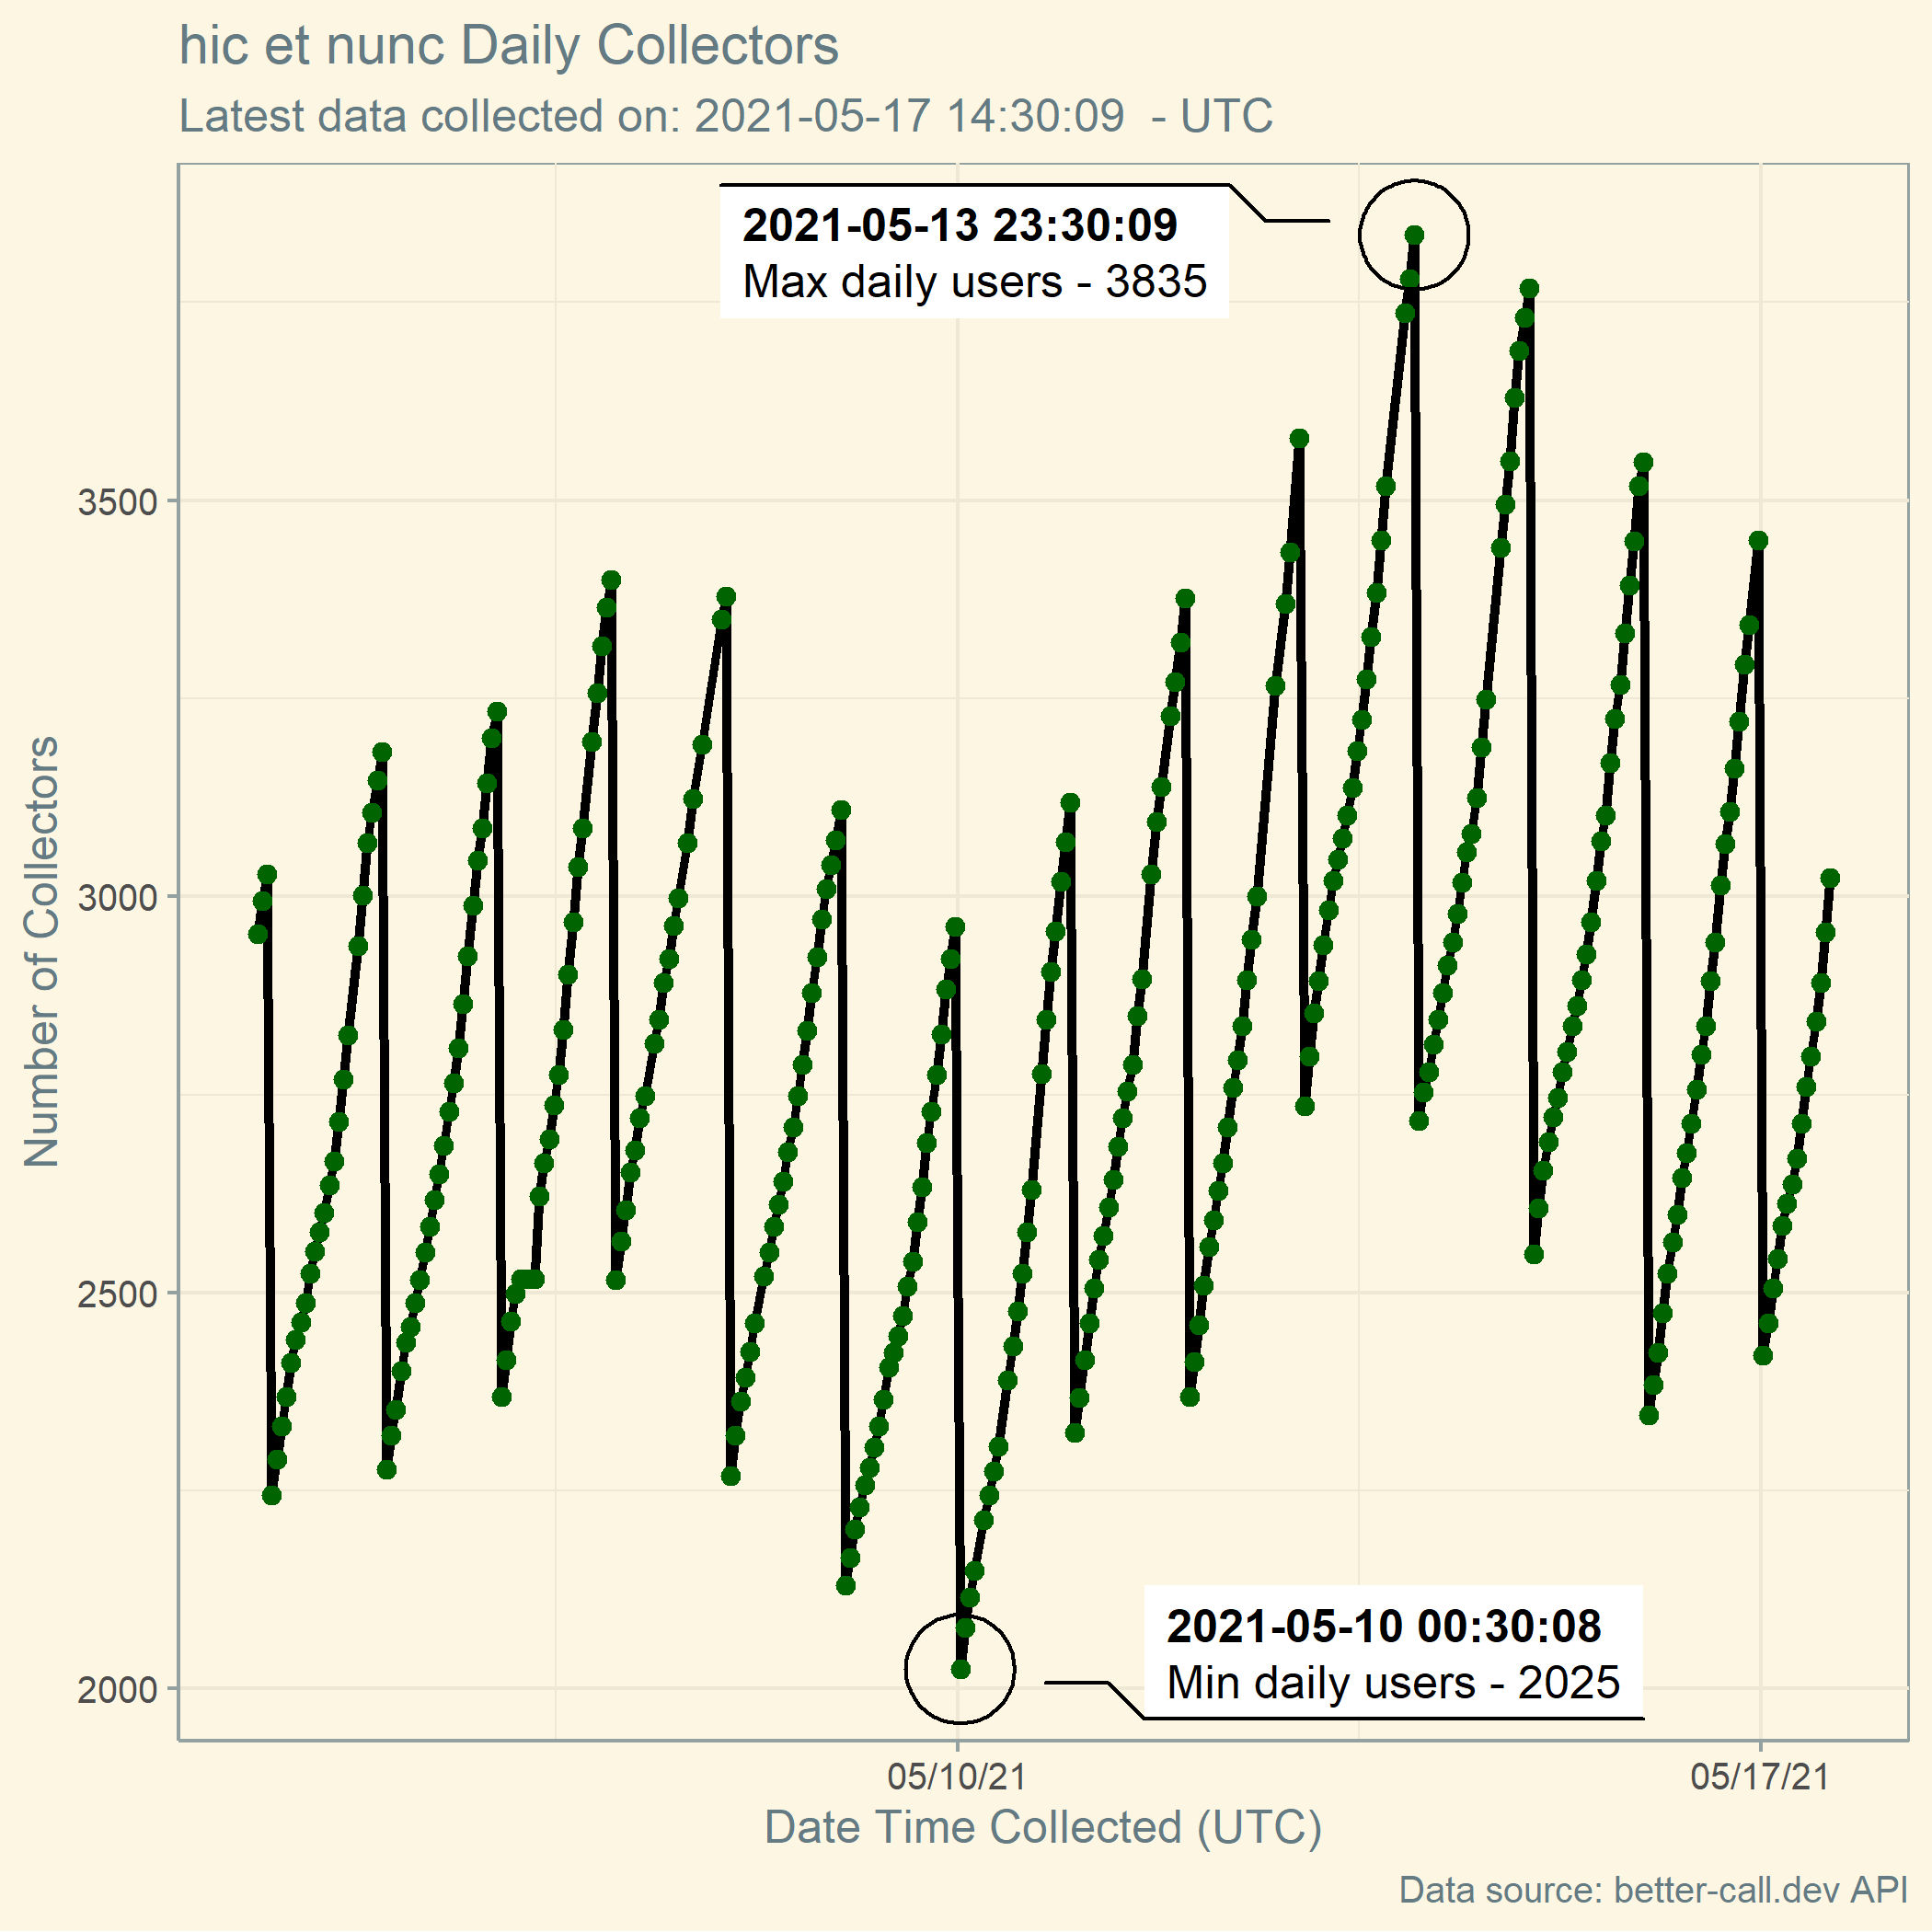 hic et nunc Daily Collectors
Latest data collected on: 2021-05-17 14:30:09  - UTC
2021-05-13 23:30:09
Max daily users - 3835
3500
3000
2500
2000
Number of Collectors
2021-05-10 00:30:08
Min daily users - 2025
05/10/21
05/17/21
Date Time Collected (UTC)
Data source: better-call.dev API